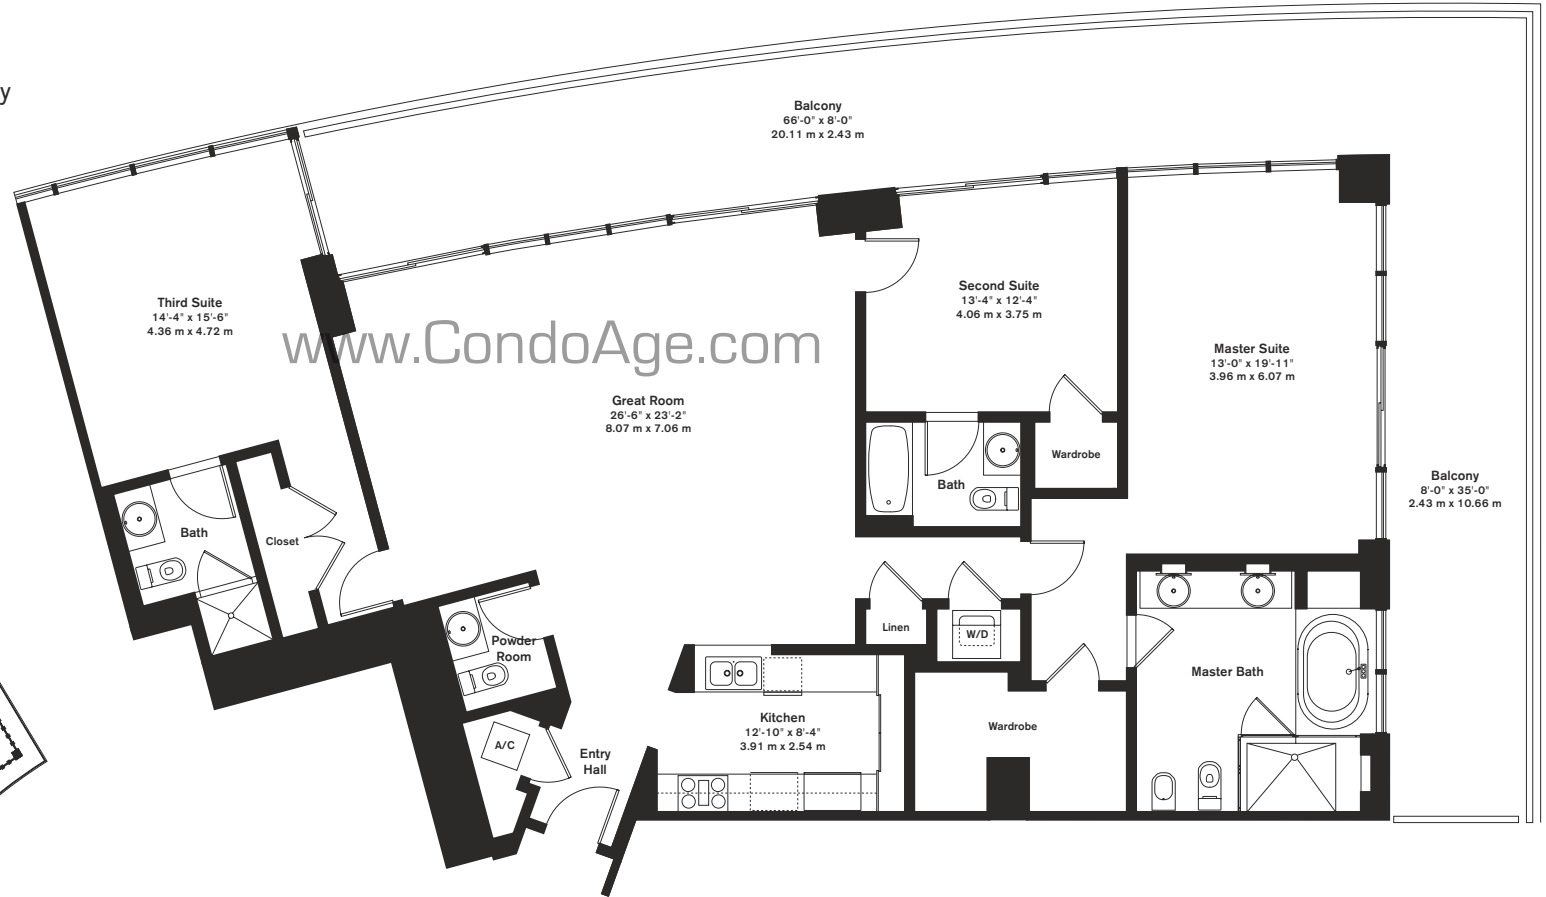 y
Balcony
66'-0" x 8'-0"
20.11 m x 2.43 m
Third Suite
14'-4" x 15'-6"
4.36 m x 4.72 m
www.CondoAge.com
Great Room
26'-6" x 23'-2"
8.07 m x 7.06 m
Second Suite
13'-4" x 12'-4"
4.06 m x 3.75 m
Master Suite
13'-0" x 19'-11"
3.96 m x 6.07 m
Wardrobe
Bath
Balcony
8'-0" x 35'-0"
2.43 m x 10.66 m
Bath
Closet
Powder
Room
Linen
W/D
Master Bath
Kitchen
12'-10" x 8'-4"
3.91 m x 2.54 m
Wardrobe
A/C
Entry
Hall